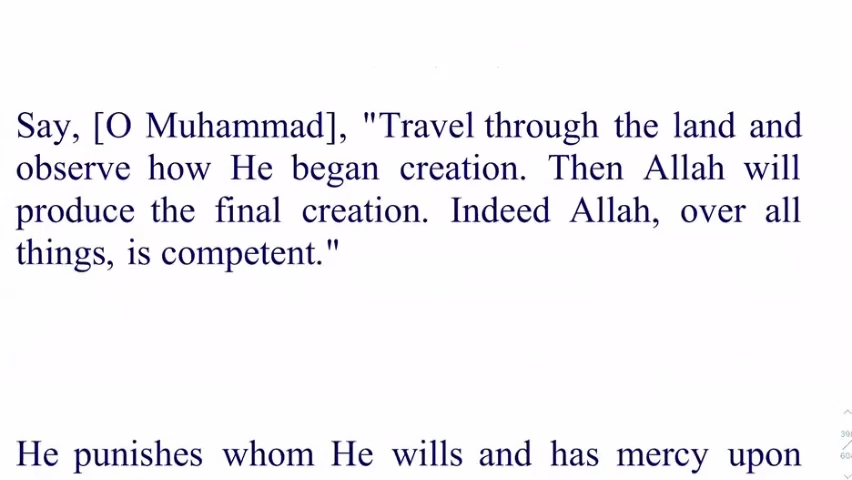 Say, [O Muhammad], "Travel through the land and
observe how He began creation. Then Allah will
produce the final creation. Indeed Allah, over all
things, is competent."
He punishes whom He wills and has mercy upon